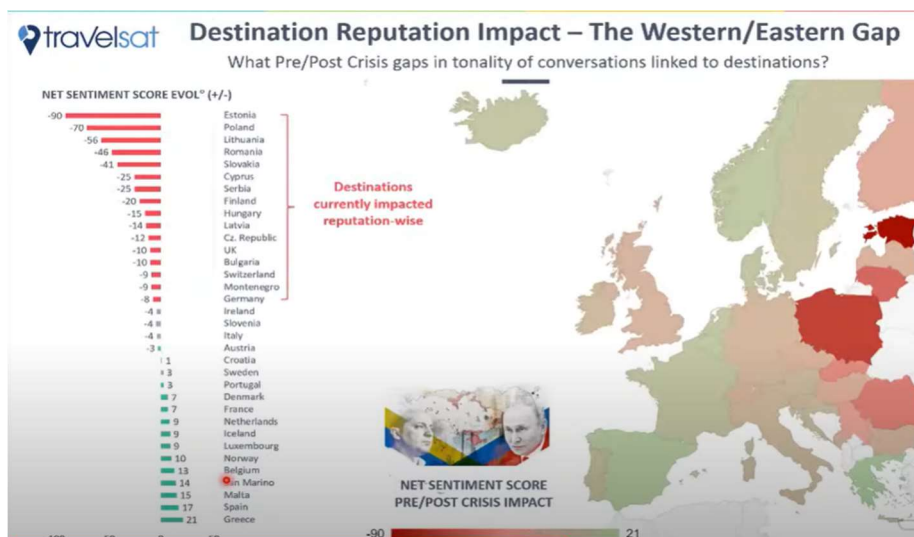 travelsat
Destination Reputation Impact – The Western/Eastern Gap
What Pre/Post Crisis gaps in tonality of conversations linked to destinations?
NET SENTIMENT SCORE EVOL° (+/-)
-90 Estonia
-70 Poland
-56 Lithuania
-46 Romania
-41 Slovakia
-25 Cyprus
-25 Serbia
-20 Finland
-15 Hungary
-14 Latvia
-12 Cz. Republic
-10 UK
-10 Bulgaria
-9 Switzerland
-9 Montenegro
-8 Germany
-4 Ireland
-4 Slovenia
-4 Italy
-3 Austria
1 Croatia
3 Sweden
3 Portugal
7 Denmark
7 France
9 Netherlands
9 Iceland
9 Luxembourg
10 Norway
13 Belgium
14 Marino
15 Malta
17 Spain
21 Greece
Destinations
currently impacted
reputation-wise
NET SENTIMENT SCORE
PRE/POST CRISIS IMPACT
-90 21